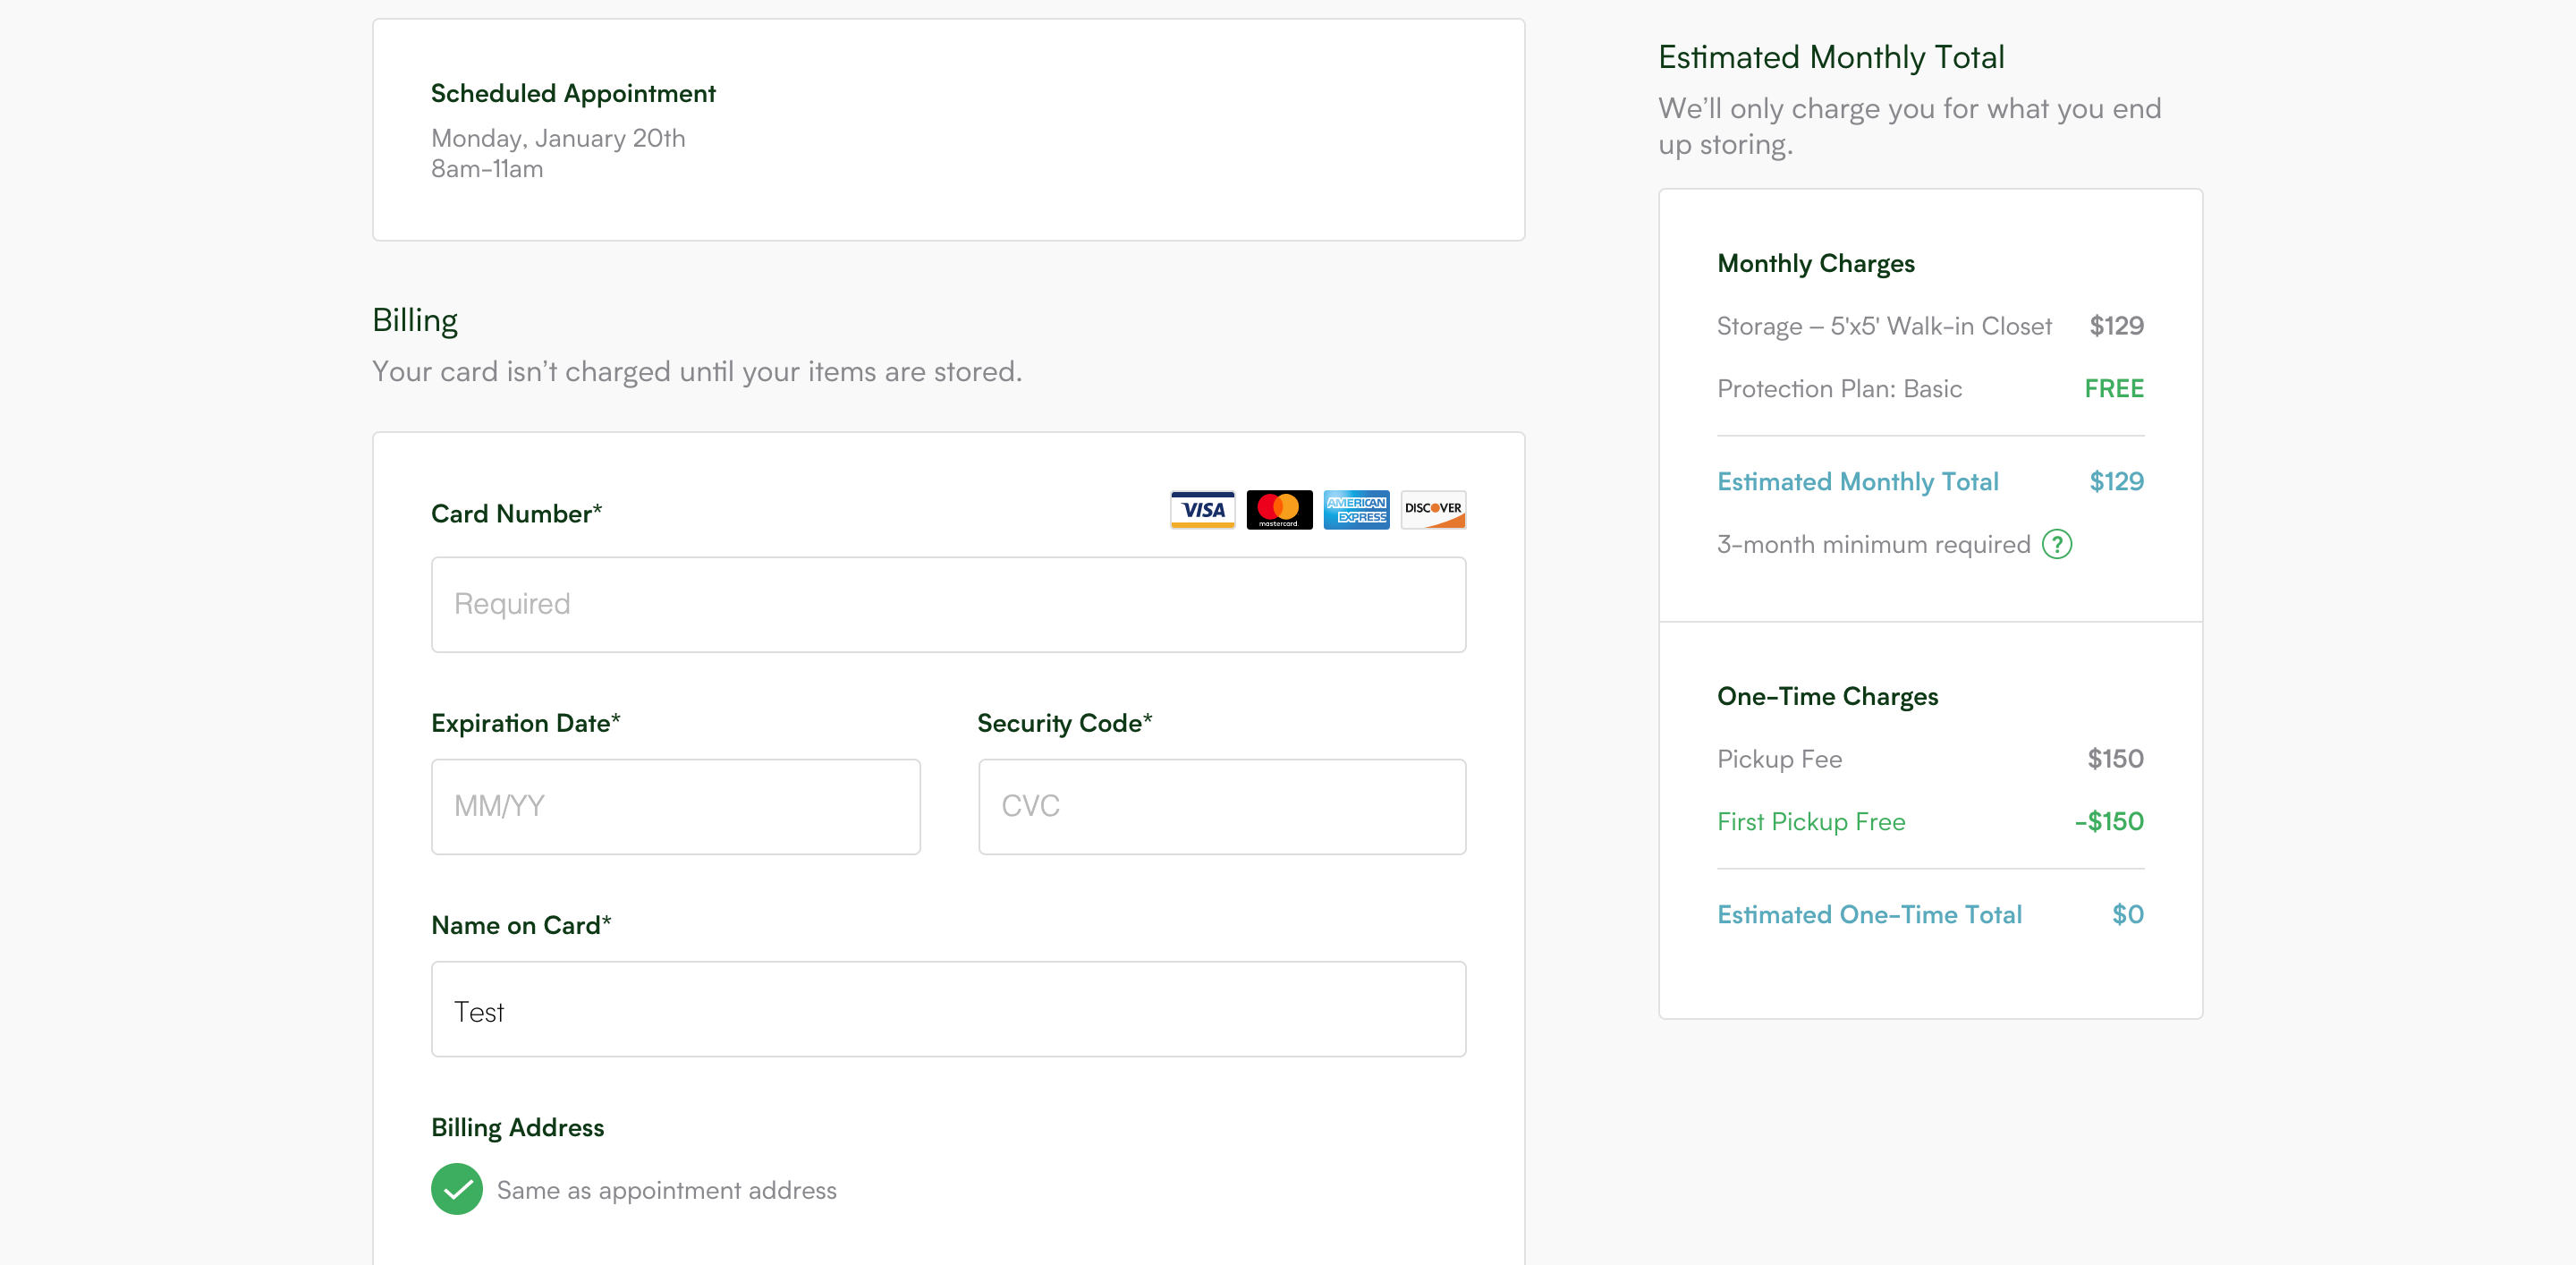 Scheduled Appointment
Monday, January 20th
8am-11am
Billing
Your card isn’t charged until your items are stored.
Card Number*
VISA
mastercard.
AMERICAN
EXPRESS
DISCOVER
Required
Expiration Date*
Security Code*
MM/YY
CVC
Name on Card*
Test
Billing Address
Same as appointment address
Estimated Monthly Total
We’ll only charge you for what you end
up storing.
Monthly Charges
Storage – 5'x5' Walk-in Closet $129
Protection Plan: Basic FREE
Estimated Monthly Total $129
3-month minimum required ?
One-Time Charges
Pickup Fee $150
First Pickup Free -$150
Estimated One-Time Total $0